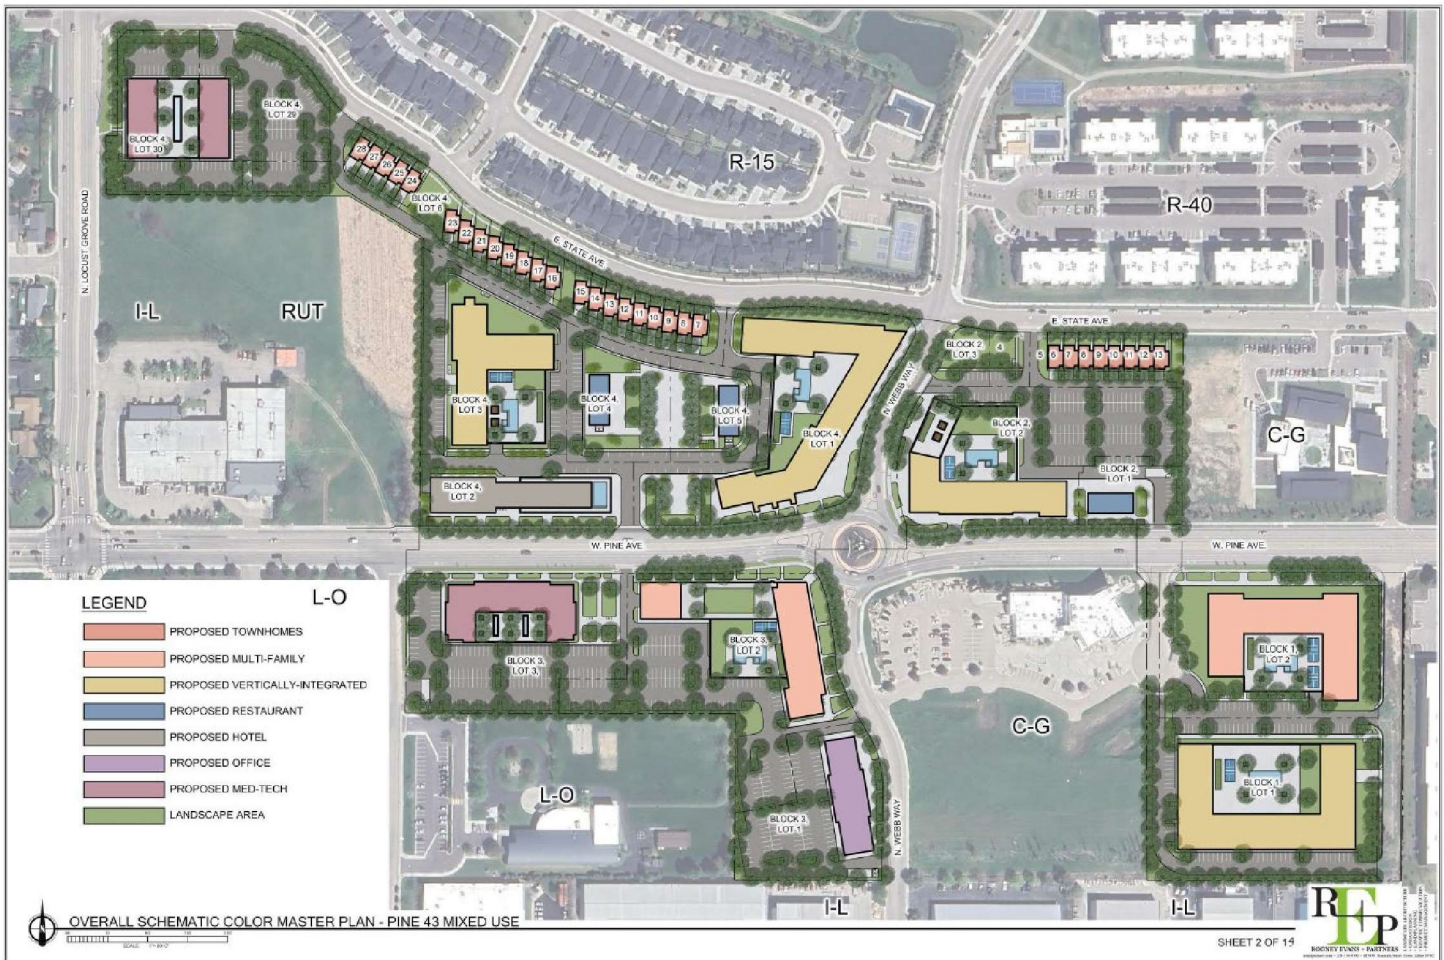 BLOCK 4,
LOT 29
BLOCK 4,
LOT 30
28
27
26
25
24
BLOCK 4,
LOT 6
23
22
21
20
19
18
17
16
15
14
13
12
11
10
9
8
7
E. STATE AVE
R-15
R-40
N. LOCUST GROVE ROAD
I-L
RUT
E. STATE AVE
BLOCK 2,
LOT 3
4
5
6
7
8
9
10
11
12
13
N. WEBB WAY
BLOCK 4,
LOT 3
BLOCK 4,
LOT 4
BLOCK 4,
LOT 5
BLOCK 4,
LOT 1
BLOCK 2,
LOT 2
BLOCK 2,
LOT 1
C-G
BLOCK 4,
LOT 2
W. PINE AVE
W. PINE AVE.
L-O
BLOCK 3,
LOT 3,
BLOCK 3,
LOT 2
BLOCK 1,
LOT 2
C-G
L-O
BLOCK 3,
LOT 1
N. WEBB WAY
BLOCK 1
LOT 1
I-L
I-L
LEGEND
PROPOSED TOWNHOMES
PROPOSED MULTI-FAMILY
PROPOSED VERTICALLY-INTEGRATED
PROPOSED RESTAURANT
PROPOSED HOTEL
PROPOSED OFFICE
PROPOSED MED-TECH
LANDSCAPE AREA
OVERALL SCHEMATIC COLOR MASTER PLAN - PINE 43 MIXED USE
SCALE:
SHEET 2 OF 14
REP
ROONEY EVANS + PARTNERS